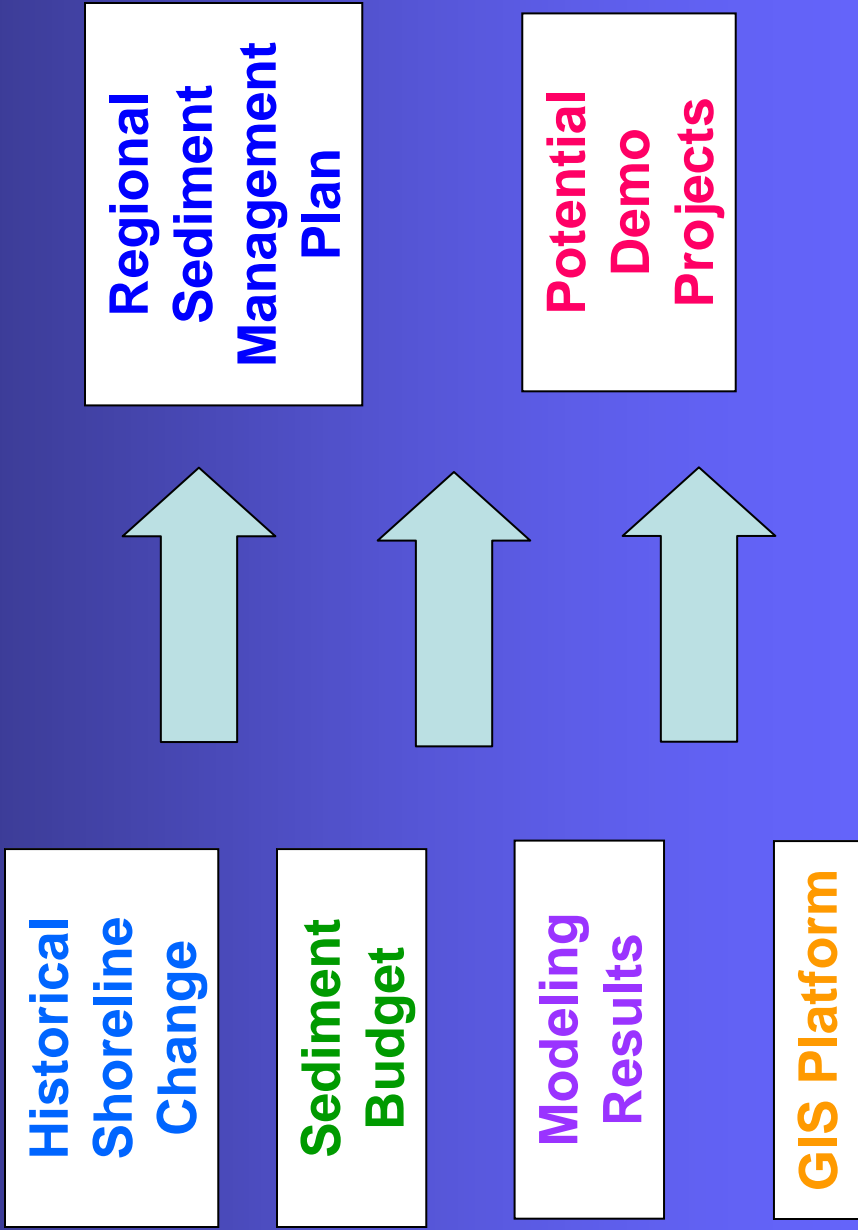 Historical
Shoreline
Change
Sediment
Budget
Modeling
Results
GIS Platform
Regional
Sediment
Management
Plan
Potential
Demo
Projects